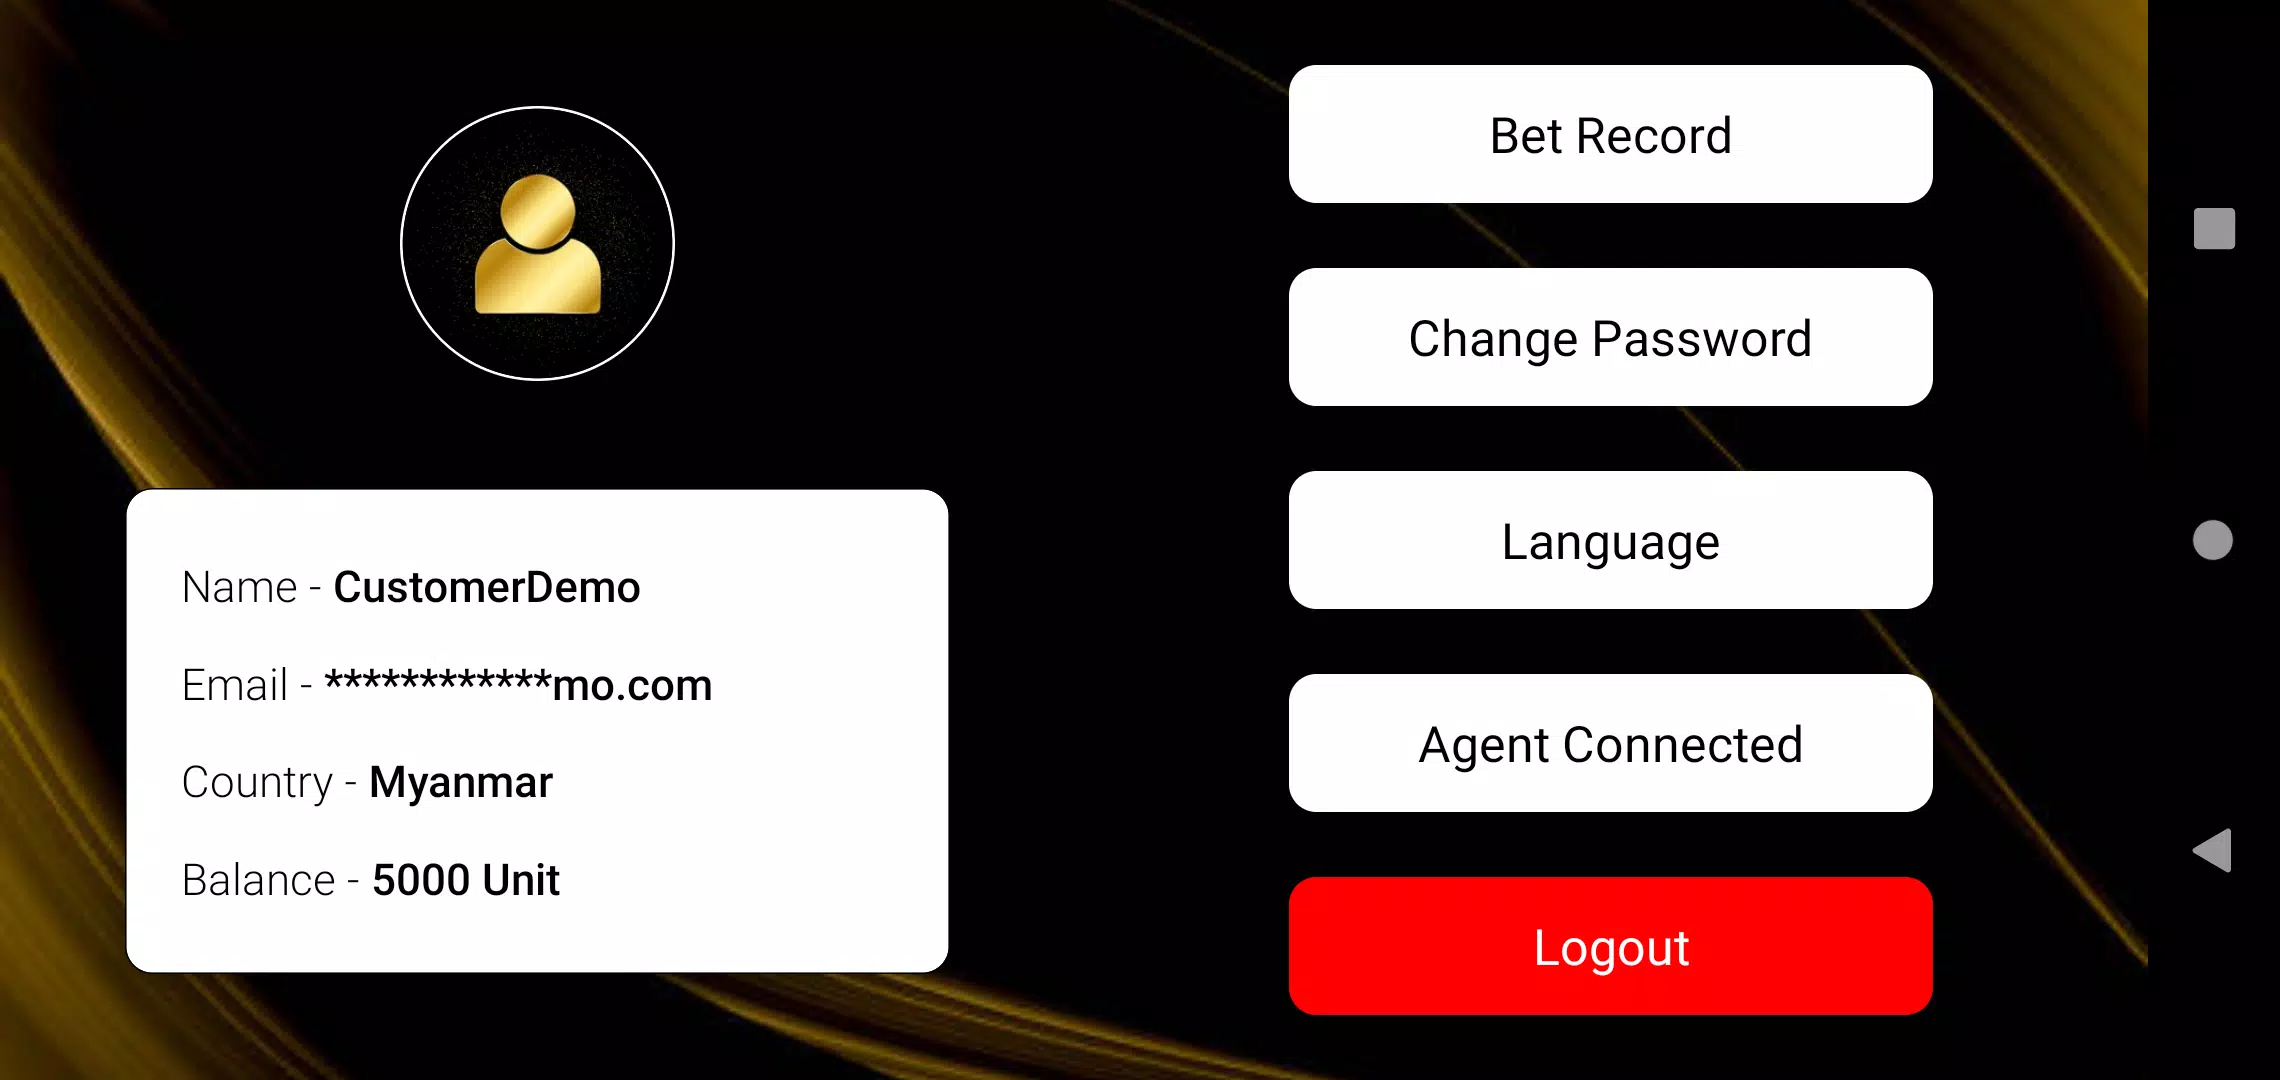 Name - CustomerDemo
Email - ************mo.com
Country - Myanmar
Balance - 5000 Unit
Bet Record
Change Password
Language
Agent Connected
Logout